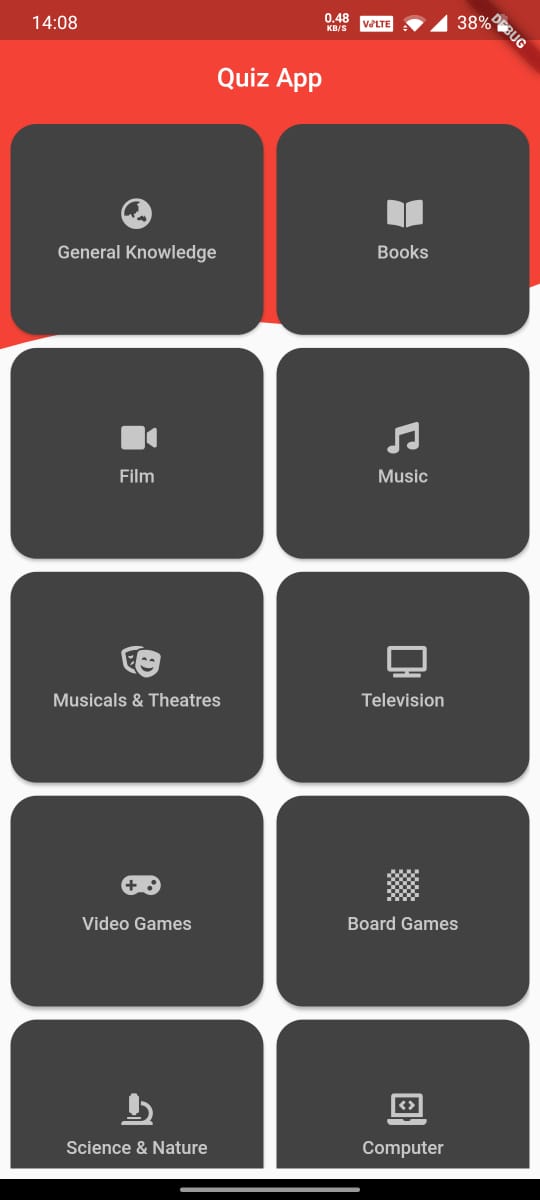 14:08 0.48 KB/S VoLTE 38% DEBUG
Quiz App
General Knowledge Books
Film Music
Musicals & Theatres Television
Video Games Board Games
Science & Nature Computer